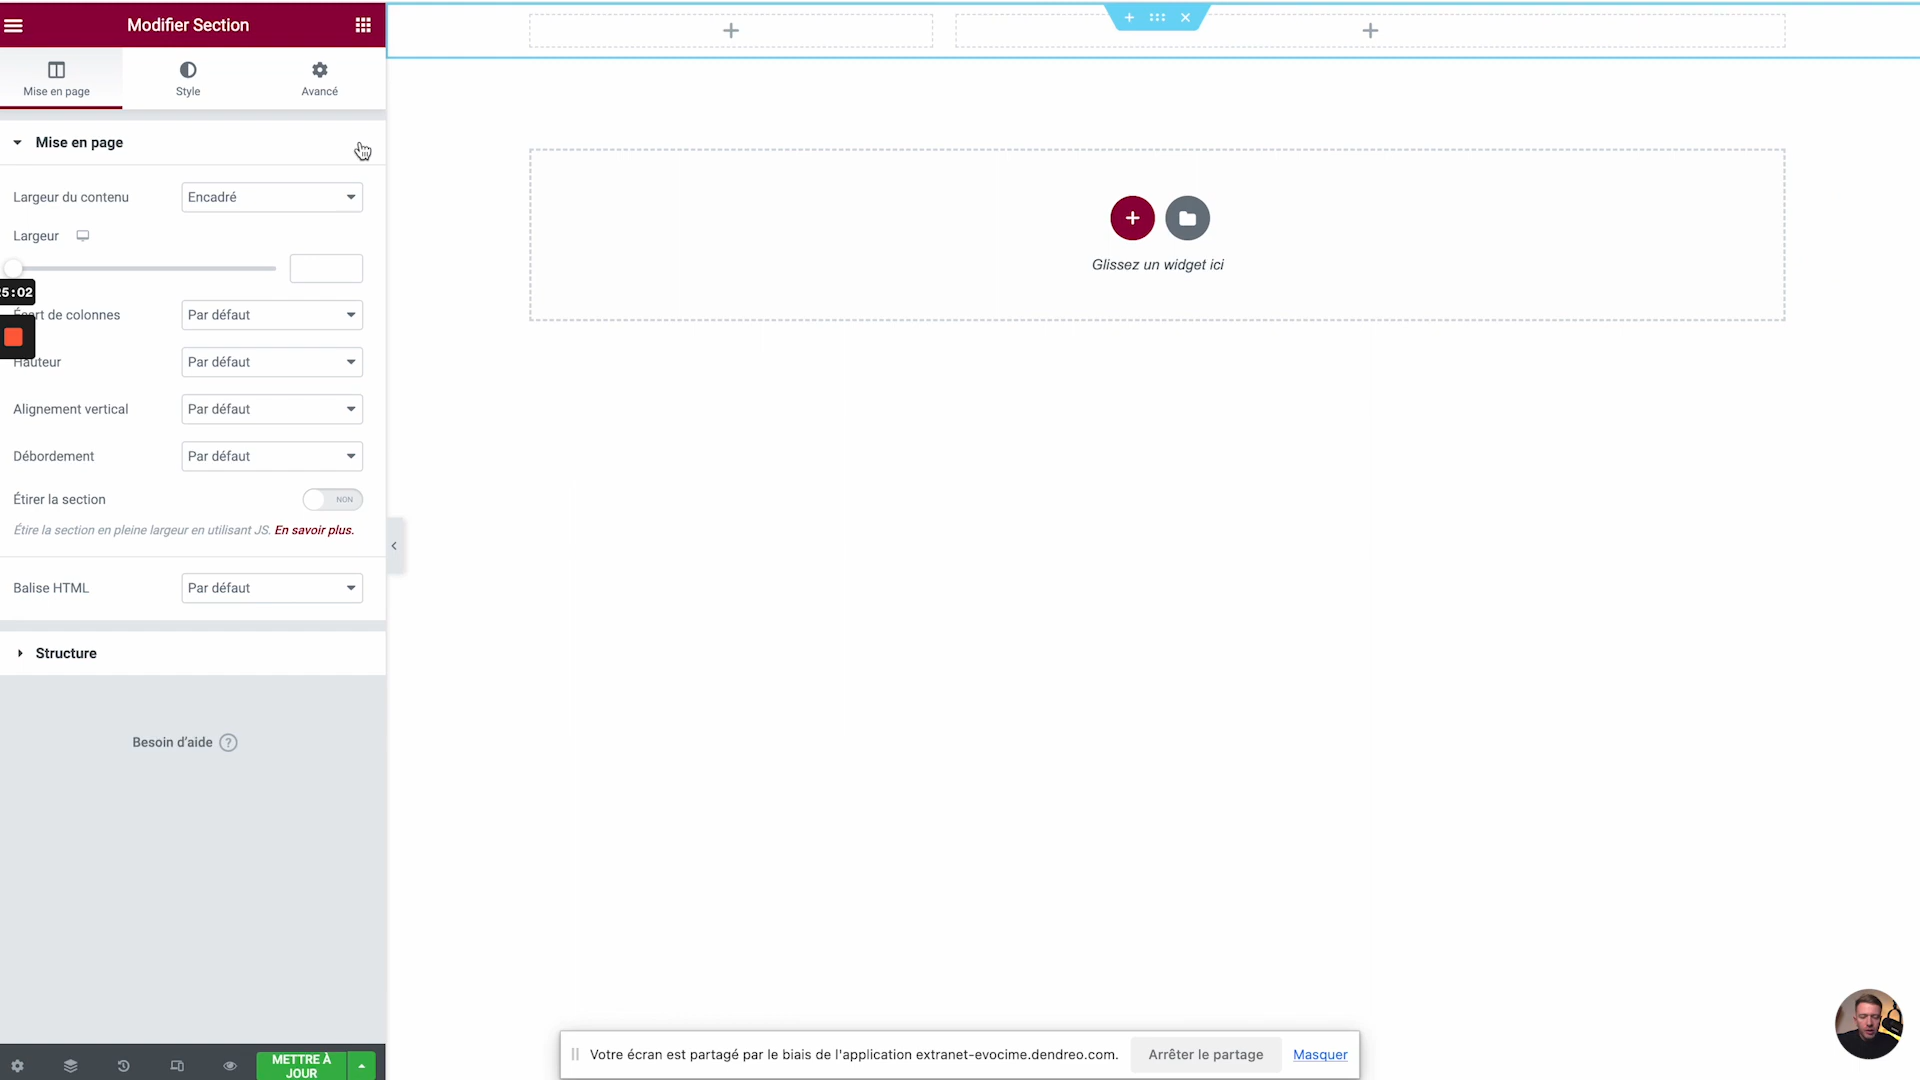 Modifier Section
Mise en page
Style
Avancé
Mise en page
Largeur du contenu
Encadré
Largeur
5:02
Écart de colonnes
Par défaut
Hauteur
Par défaut
Alignement vertical
Par défaut
Débordement
Par défaut
Étirer la section
NON
Étire la section en pleine largeur en utilisant JS. En savoir plus.
Balise HTML
Par défaut
Structure
Besoin d'aide ?
METTRE À
JOUR
Glissez un widget ici
Votre écran est partagé par le biais de l'application extranet-evocime.dendreo.com.
Arrêter le partage
Masquer